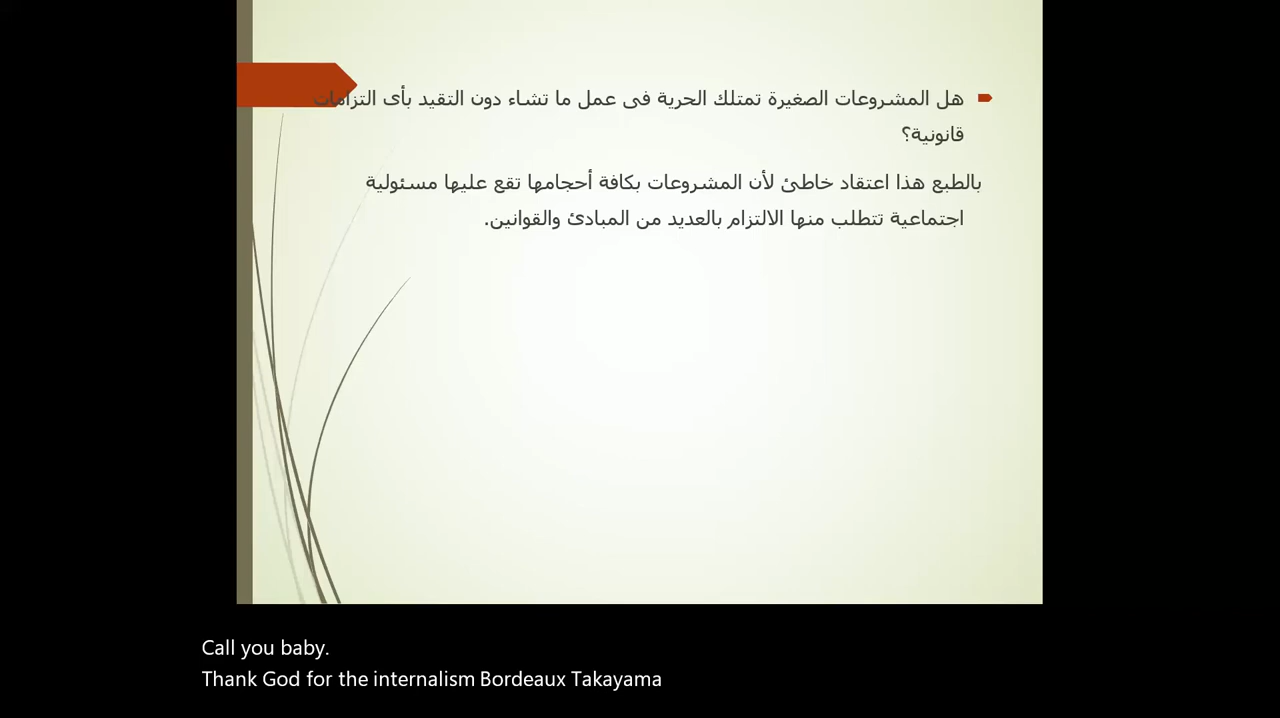 هل المشروعات الصغيرة تمتلك الحرية فى عمل ما تشاء دون التقيد بأى التزامات
قانونية؟
بالطبع هذا اعتقاد خاطئ لأن المشروعات بكافة أحجامها تقع عليها مسئولية
اجتماعية تتطلب منها الالتزام بالعديد من المبادئ والقوانين.
Call you baby.
Thank God for the internalism Bordeaux Takayama